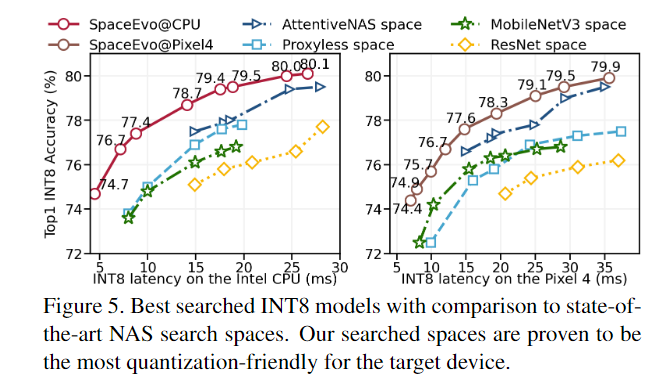 SpaceEvo@CPU AttentiveNAS space MobileNetV3 space
SpaceEvo@Pixel4 Proxyless space ResNet space
Top1 INT8 Accuracy (%)
80
78
76
74
72
74.7
76.7
77.4
78.7
79.4
79.5
80.0
80.1
5 10 15 20 25 30
INT8 latency on the Intel CPU (ms)
80
78
76
74
72
74.4
74.9
75.7
76.7
77.6
78.3
79.1
79.5
79.9
5 10 15 20 25 30 35
INT8 latency on the Pixel 4 (ms)
Figure 5. Best searched INT8 models with comparison to state-of-
the-art NAS search spaces. Our searched spaces are proven to be
the most quantization-friendly for the target device.